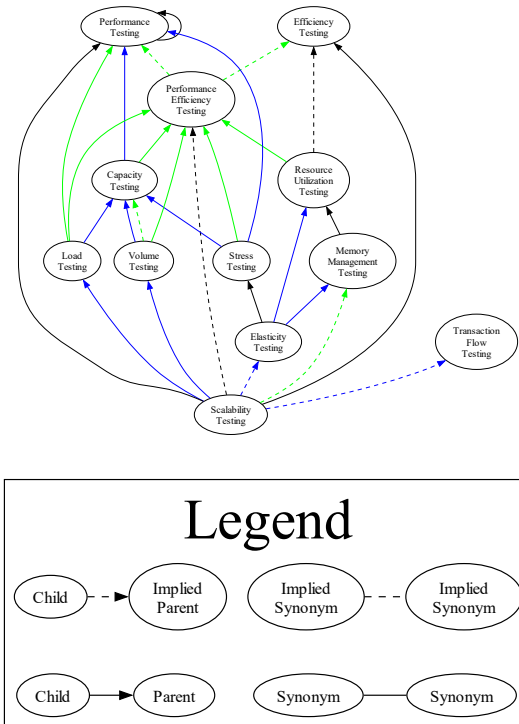 Performance
Testing
Efficiency
Testing
Performance
Efficiency
Testing
Capacity
Testing
Resource
Utilization
Testing
Load
Testing
Volume
Testing
Stress
Testing
Memory
Management
Testing
Elasticity
Testing
Transaction
Flow
Testing
Scalability
Testing
Legend
Child
Implied
Parent
Implied
Synonym
Implied
Synonym
Child
Parent
Synonym
Synonym